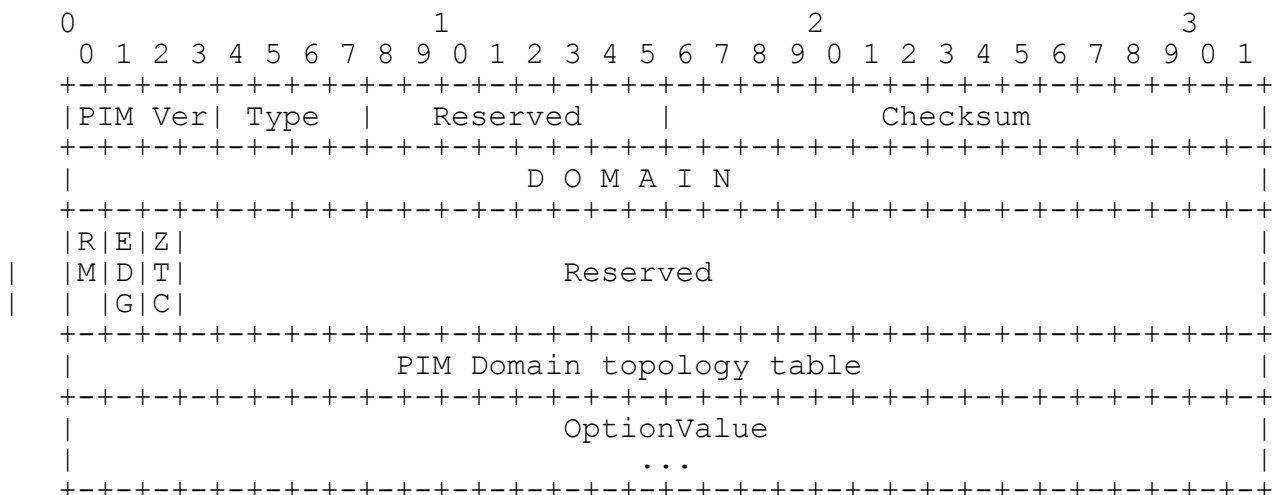 0                   1                   2                   3
     0 1 2 3 4 5 6 7 8 9 0 1 2 3 4 5 6 7 8 9 0 1 2 3 4 5 6 7 8 9 0 1
    +-+-+-+-+-+-+-+-+-+-+-+-+-+-+-+-+-+-+-+-+-+-+-+-+-+-+-+-+-+-+-+-+
    |PIM Ver| Type  |   Reserved    |           Checksum            |
    +-+-+-+-+-+-+-+-+-+-+-+-+-+-+-+-+-+-+-+-+-+-+-+-+-+-+-+-+-+-+-+-+
    |                        D O M A I N                            |
    +-+-+-+-+-+-+-+-+-+-+-+-+-+-+-+-+-+-+-+-+-+-+-+-+-+-+-+-+-+-+-+-+
    |R|E|Z|                                                         |
|   |M|D|T|                    Reserved                             |
|   | |G|C|                                                         |
    +-+-+-+-+-+-+-+-+-+-+-+-+-+-+-+-+-+-+-+-+-+-+-+-+-+-+-+-+-+-+-+-+
    |                 PIM Domain topology table                     |
    +-+-+-+-+-+-+-+-+-+-+-+-+-+-+-+-+-+-+-+-+-+-+-+-+-+-+-+-+-+-+-+-+
    |                          OptionValue                          |
    |                              ...                              |
    +-+-+-+-+-+-+-+-+-+-+-+-+-+-+-+-+-+-+-+-+-+-+-+-+-+-+-+-+-+-+-+-+